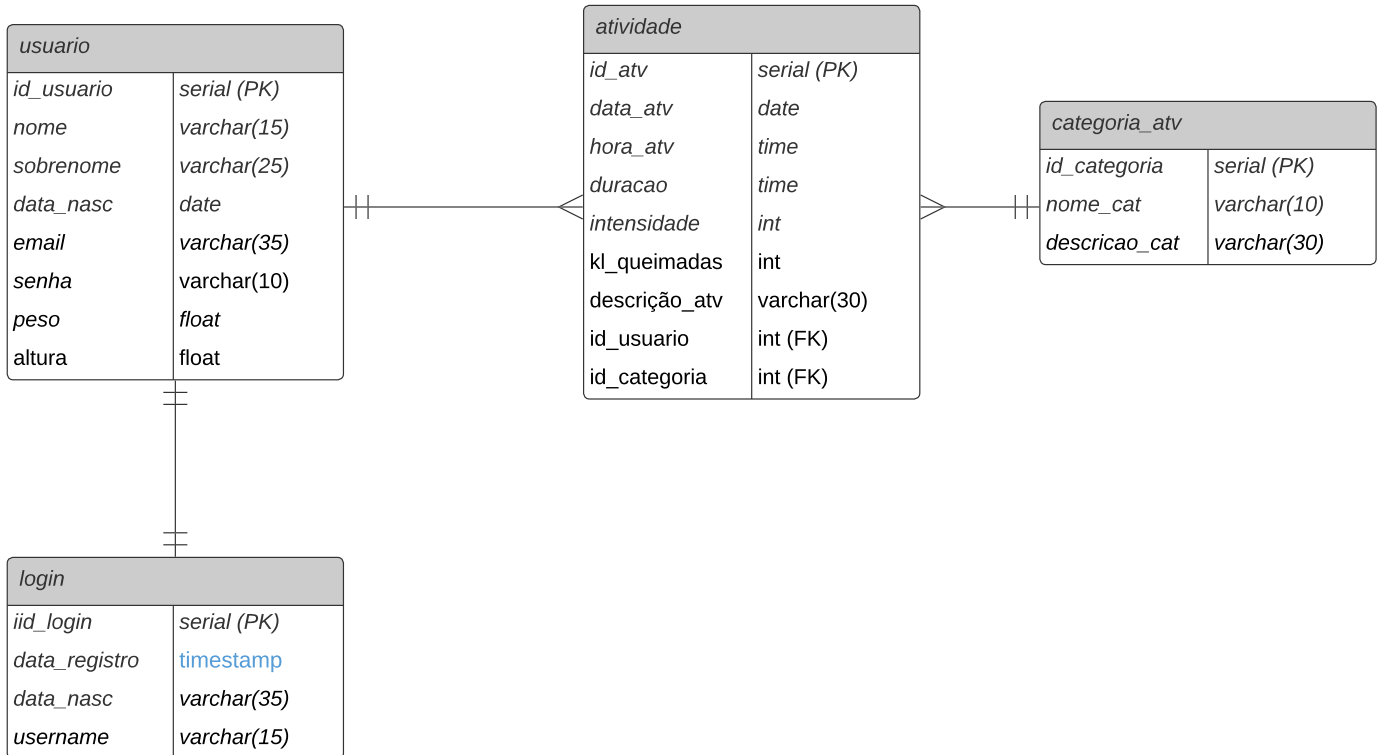 usuario
id_usuario serial (PK)
nome varchar(15)
sobrenome varchar(25)
data_nasc date
email varchar(35)
senha varchar(10)
peso float
altura float
atividade
id_atv serial (PK)
data_atv date
hora_atv time
duracao time
intensidade int
kl_queimadas int
descrição_atv varchar(30)
id_usuario int (FK)
id_categoria int (FK)
categoria_atv
id_categoria serial (PK)
nome_cat varchar(10)
descricao_cat varchar(30)
login
iid_login serial (PK)
data_registro timestamp
data_nasc varchar(35)
username varchar(15)